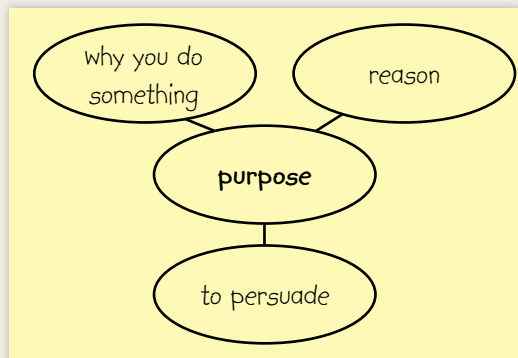 why you do
something
reason
purpose
to persuade